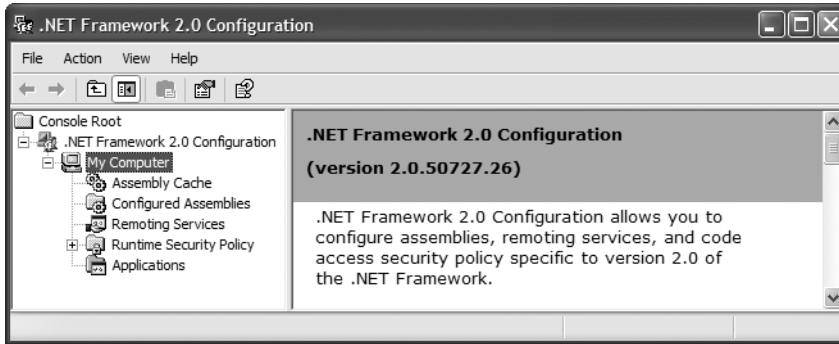 .NET Framework 2.0 Configuration
File Action View Help
Console Root
.NET Framework 2.0 Configuration
My Computer
Assembly Cache
Configured Assemblies
Remoting Services
Runtime Security Policy
Applications
.NET Framework 2.0 Configuration
(version 2.0.50727.26)
.NET Framework 2.0 Configuration allows you to
configure assemblies, remoting services, and code
access security policy specific to version 2.0 of
the .NET Framework.